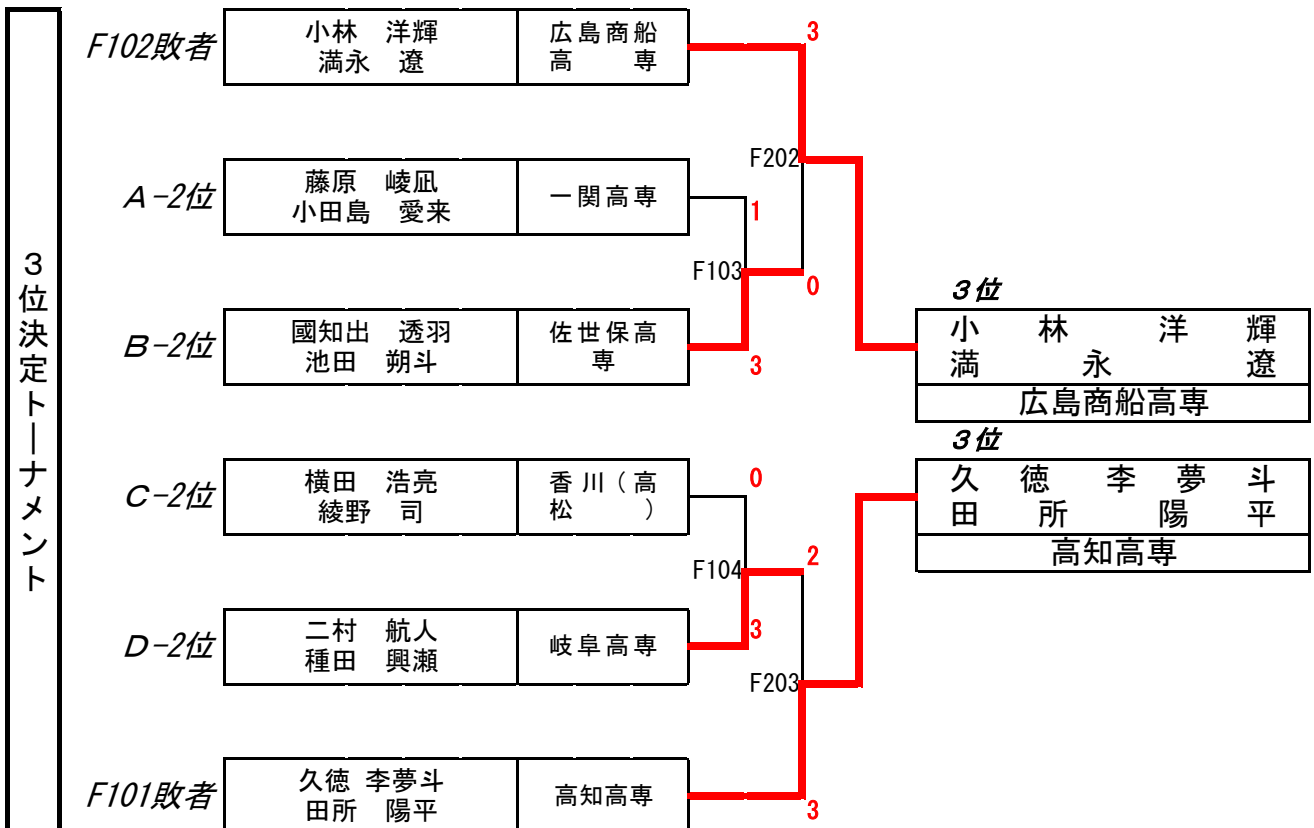 3位決定トーナメント
F102敗者
小林 洋輝
満永 遼
広島商船
高 専
3
F202
A-2位
藤原 崚凪
小田島 愛来
一関高専
1
F103
0
B-2位
國知出 透羽
池田 朔斗
佐世保高
専
3
3位
小林洋輝
満永遼
広島商船高専
3位
久徳李夢斗
田所陽平
高知高専
C-2位
横田 浩亮
綾野 司
香川(高
松 )
0
F104
2
D-2位
二村 航人
種田 興瀬
岐阜高専
3
F203
F101敗者
久徳 李夢斗
田所 陽平
高知高専
3